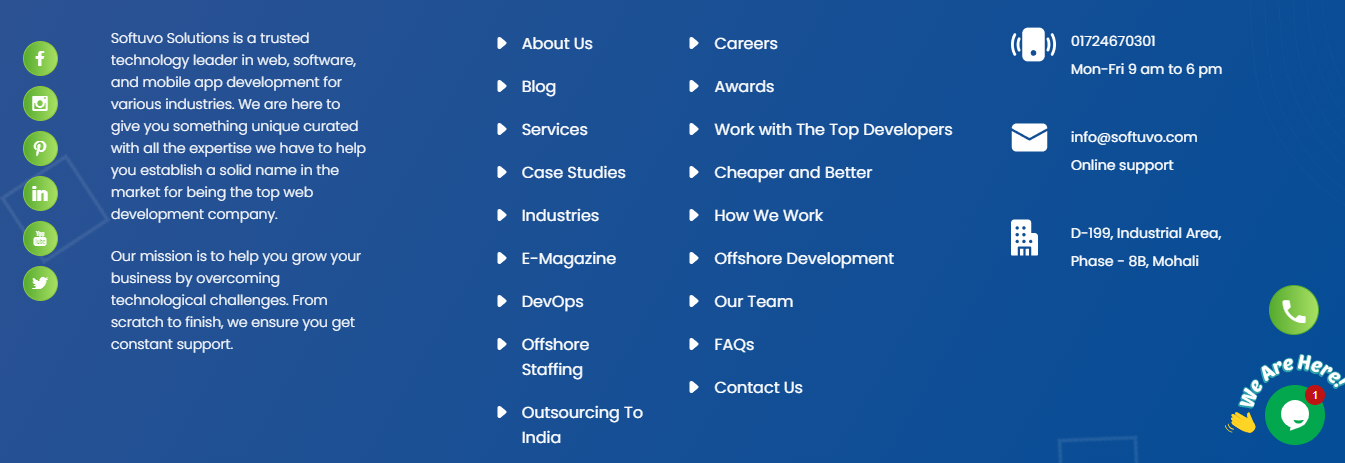 Softuvo Solutions is a trusted
technology leader in web, software,
and mobile app development for
various industries. We are here to
give you something unique curated
with all the expertise we have to help
you establish a solid name in the
market for being the top web
development company.
Our mission is to help you grow your
business by overcoming
technological challenges. From
scratch to finish, we ensure you get
constant support.
About Us
Blog
Services
Case Studies
Industries
E-Magazine
DevOps
Offshore
Staffing
Outsourcing To
India
Careers
Awards
Work with The Top Developers
Cheaper and Better
How We Work
Offshore Development
Our Team
FAQs
Contact Us
01724670301
Mon-Fri 9 am to 6 pm
info@softuvo.com
Online support
D-199, Industrial Area,
Phase - 8B, Mohali
We Are Here!
1